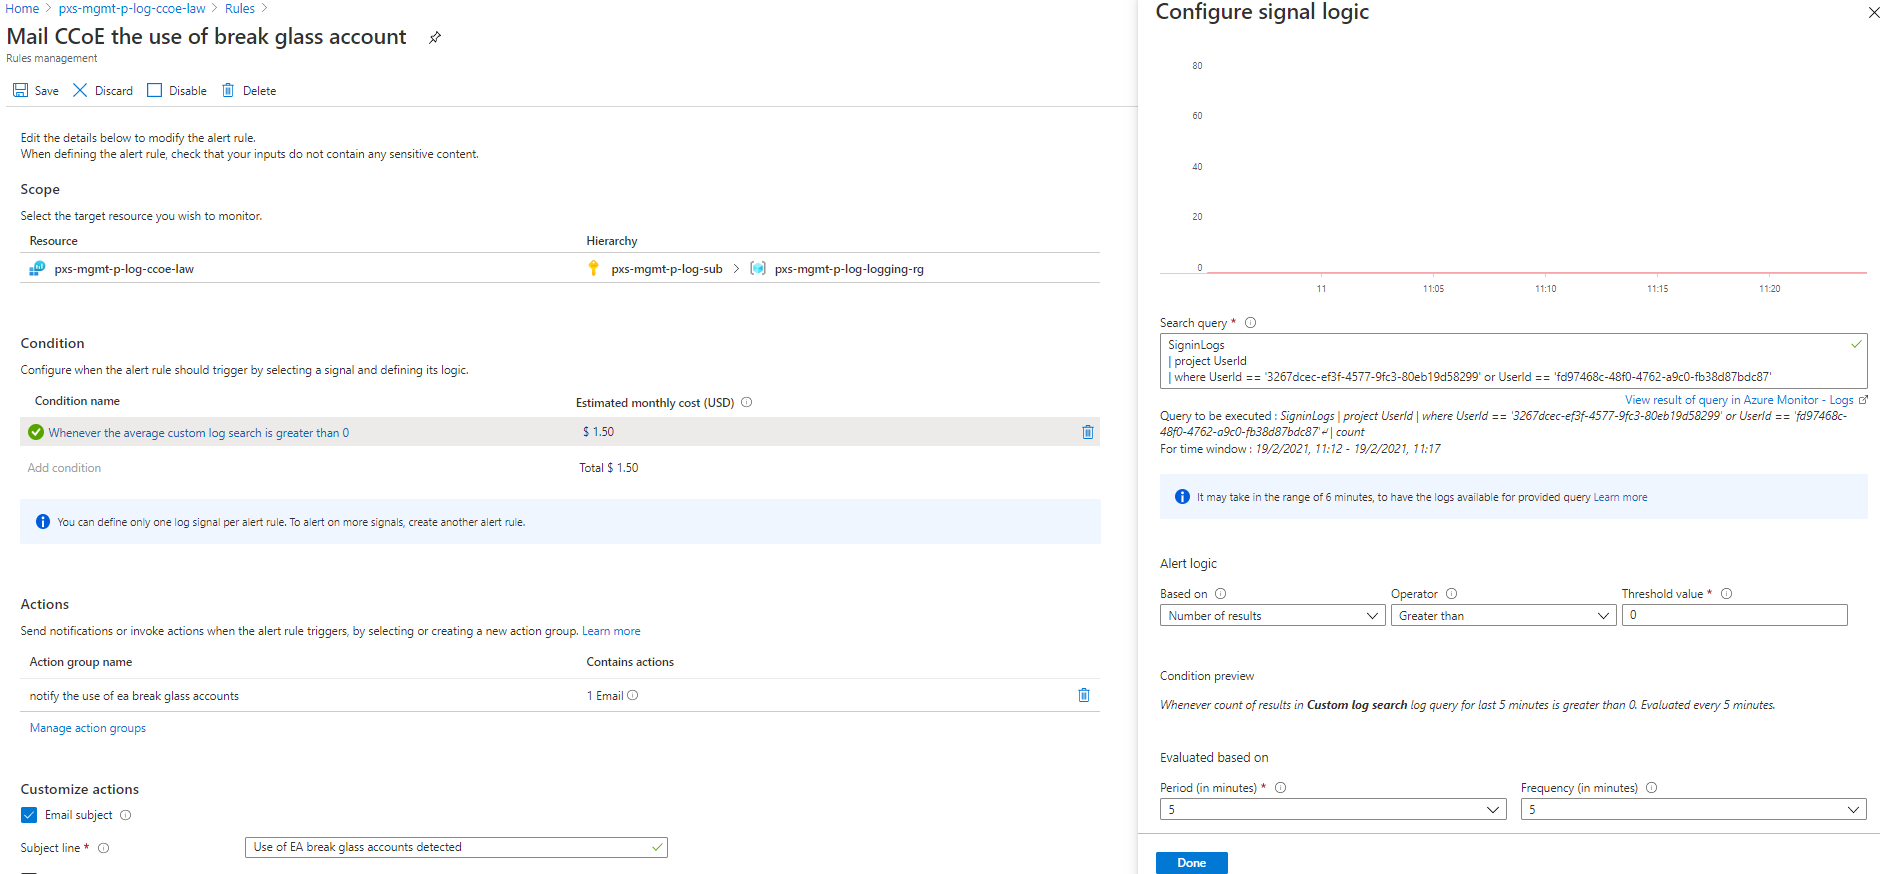 Home > pxs-mgmt-p-log-ccoe-law > Rules >
Mail CCoE the use of break glass account
Rules management
Save Discard Disable Delete
Edit the details below to modify the alert rule.
When defining the alert rule, check that your inputs do not contain any sensitive content.
Scope
Select the target resource you wish to monitor.
Resource Hierarchy
pxs-mgmt-p-log-ccoe-law pxs-mgmt-p-log-sub > pxs-mgmt-p-log-logging-rg
Condition
Configure when the alert rule should trigger by selecting a signal and defining its logic.
Condition name Estimated monthly cost (USD)
Whenever the average custom log search is greater than 0 $ 1.50
Add condition Total $ 1.50
You can define only one log signal per alert rule. To alert on more signals, create another alert rule.
Actions
Send notifications or invoke actions when the alert rule triggers, by selecting or creating a new action group. Learn more
Action group name Contains actions
notify the use of ea break glass accounts 1 Email
Manage action groups
Customize actions
Email subject
Subject line * Use of EA break glass accounts detected
Configure signal logic
80
60
40
20
0
11 11:05 11:10 11:15 11:20
Search query *
SigninLogs
| project UserId
| where UserId == '3267dcec-ef3f-4577-9fc3-80eb19d58299' or UserId == 'fd97468c-48f0-4762-a9c0-fb38d87bdc87'
View result of query in Azure Monitor - Logs
Query to be executed : SigninLogs | project UserId | where UserId == '3267dcec-ef3f-4577-9fc3-80eb19d58299' or UserId == 'fd97468c-
48f0-4762-a9c0-fb38d87bdc87'↵ | count
For time window : 19/2/2021, 11:12 - 19/2/2021, 11:17
It may take in the range of 6 minutes, to have the logs available for provided query Learn more
Alert logic
Based on Operator Threshold value *
Number of results Greater than 0
Condition preview
Whenever count of results in Custom log search log query for last 5 minutes is greater than 0. Evaluated every 5 minutes.
Evaluated based on
Period (in minutes) * Frequency (in minutes)
5 5
Done